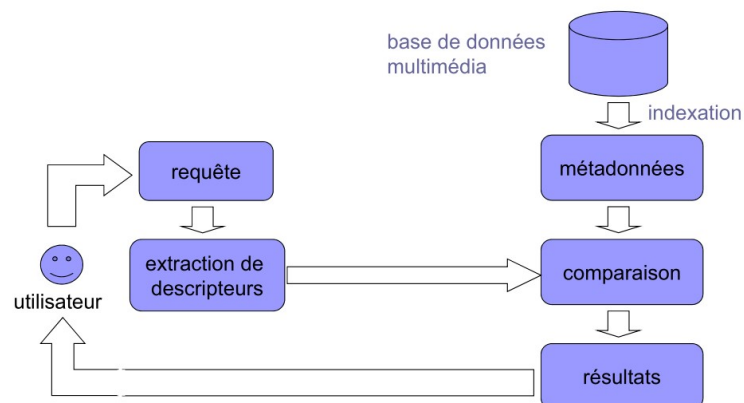 base de données
multimédia
indexation
requête
métadonnées
extraction de
descripteurs
comparaison
utilisateur
résultats